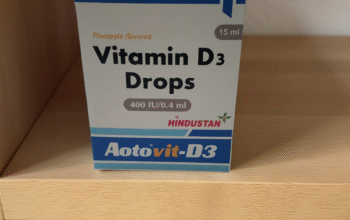 Pineapple flavored
15 ml
Vitamin D3
Drops
400 IU/0.4 ml
HINDUSTAN
Aotovit-D3